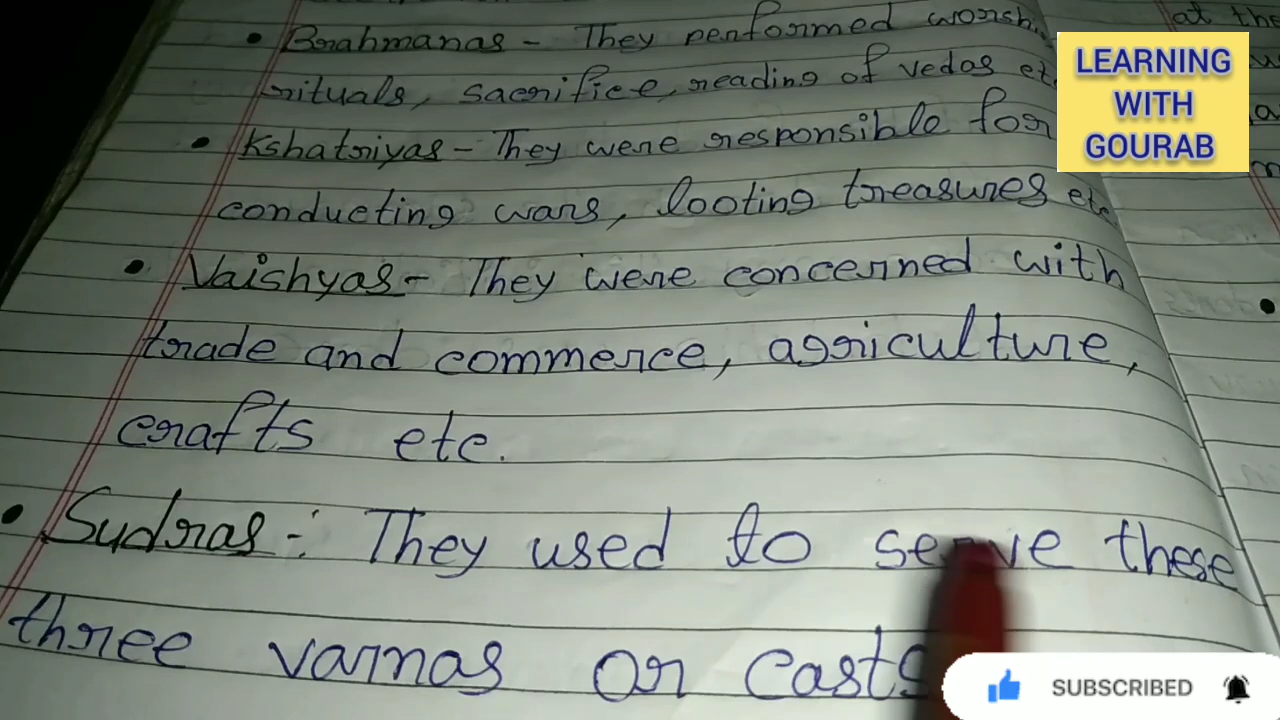 • Brahmanas - They performed worsh
rituals, sacrifice, reading of vedas et
• Kshatriyas - They were responsible for
conducting wars, looting treasures etc
• Vaishyas - They were concerned with
trade and commerce, agriculture,
crafts etc.
• Sudras -: They used to serve these
three varnas or casts
at the
LEARNING
WITH
GOURAB
SUBSCRIBED